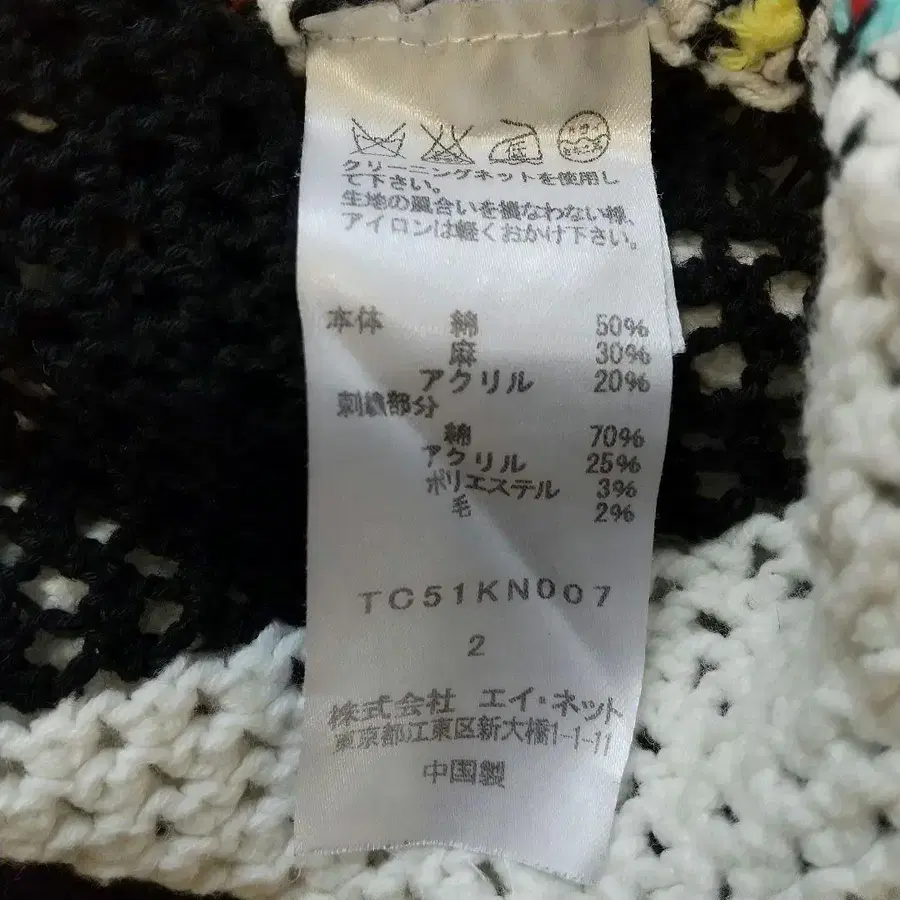 クリーニングネットを使用し
て下さい。
生地の風合いを損なわない様、
アイロンは軽くおかけ下さい。
本体 綿 50%
麻 30%
アクリル 20%
刺繍部分
綿 70%
アクリル 25%
ポリエステル 3%
毛 2%
TC51KN007
2
株式会社 エイ・ネット
東京都江東区新大橋1-1-11
中国製